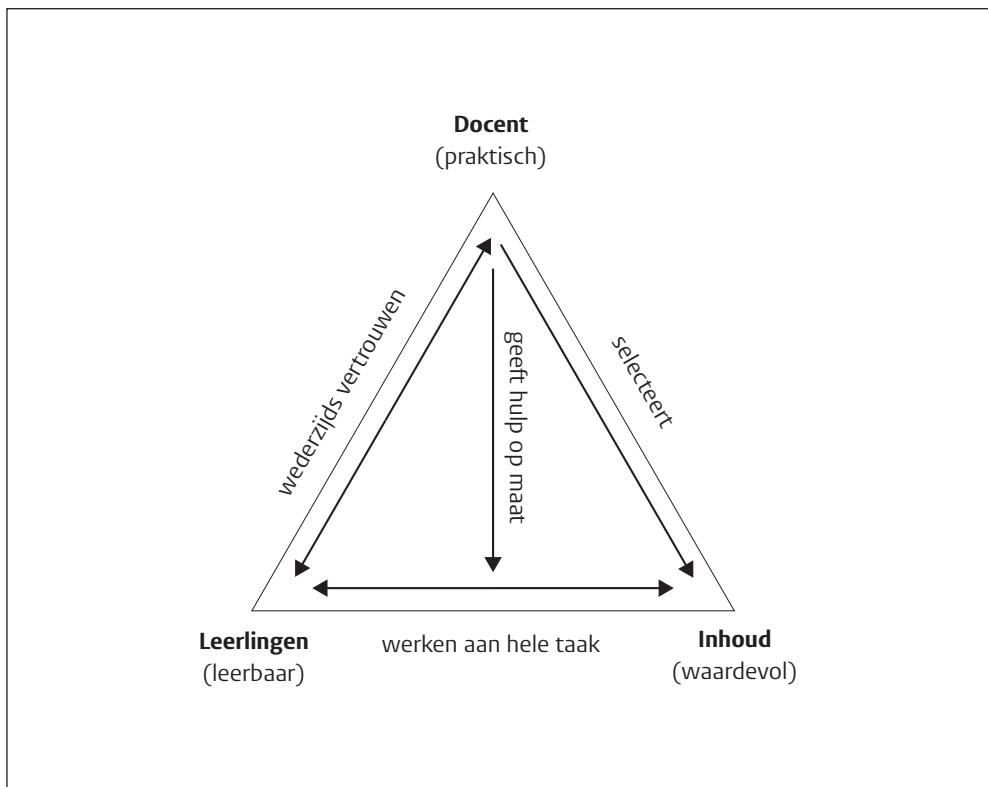 Docent
(praktisch)
wederzijds vertrouwen
geeft hulp op maat
selecteert
Leerlingen
(leerbaar)
werken aan hele taak
Inhoud
(waardevol)